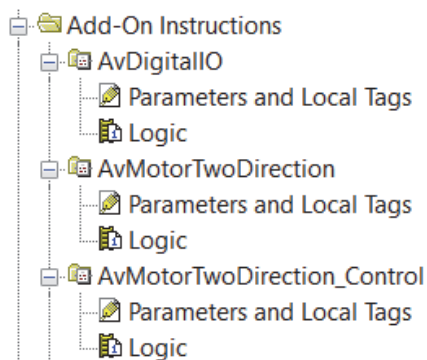 Add-On Instructions
AvDigitalIO
Parameters and Local Tags
Logic
AvMotorTwoDirection
Parameters and Local Tags
Logic
AvMotorTwoDirection_Control
Parameters and Local Tags
Logic